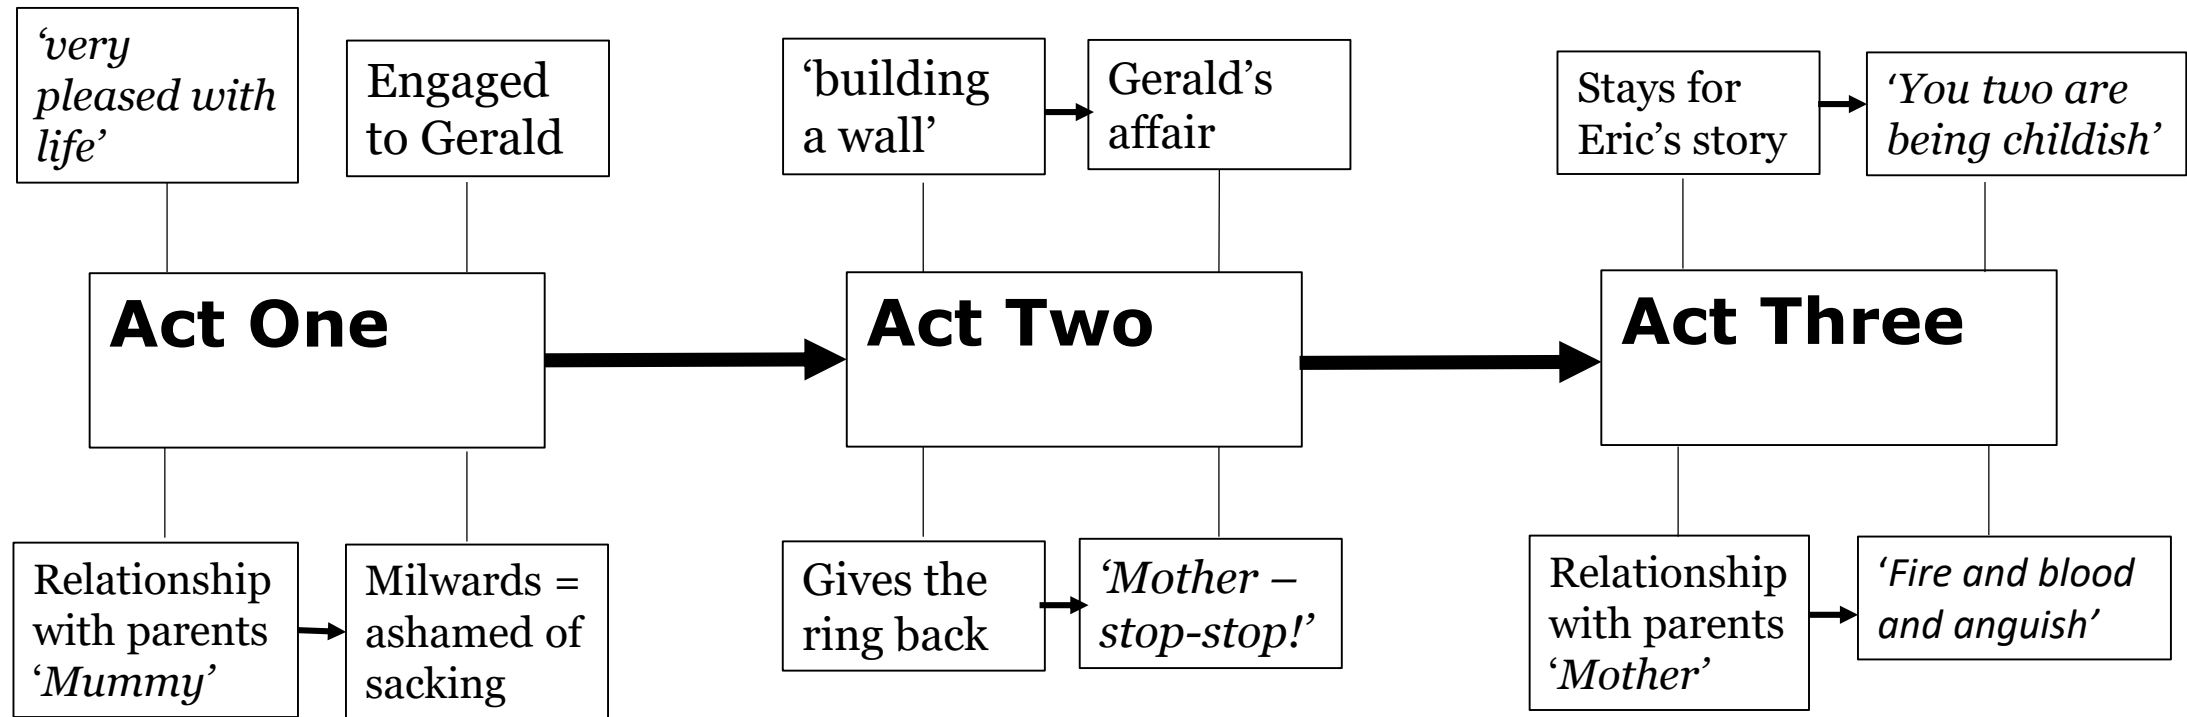 ‘very
pleased with
life’
Engaged
to Gerald
Act One
Relationship
with parents
‘Mummy’
Milwards =
ashamed of
sacking
‘building
a wall’
Gerald’s
affair
Act Two
Gives the
ring back
‘Mother –
stop-stop!’
Stays for
Eric’s story
‘You two are
being childish’
Act Three
Relationship
with parents
‘Mother’
‘Fire and blood
and anguish’